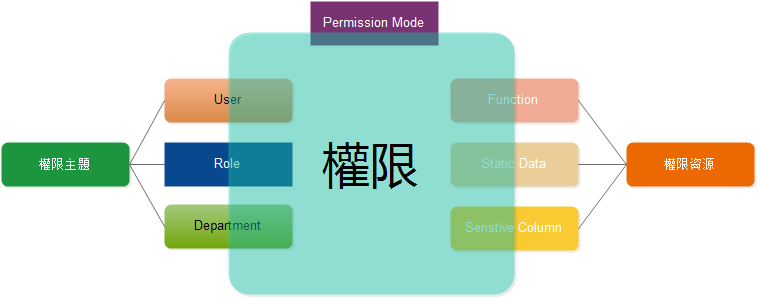 Permission Mode
User
Function
權限主題
Role
權限
Static Data
權限資源
Department
Senstive Column